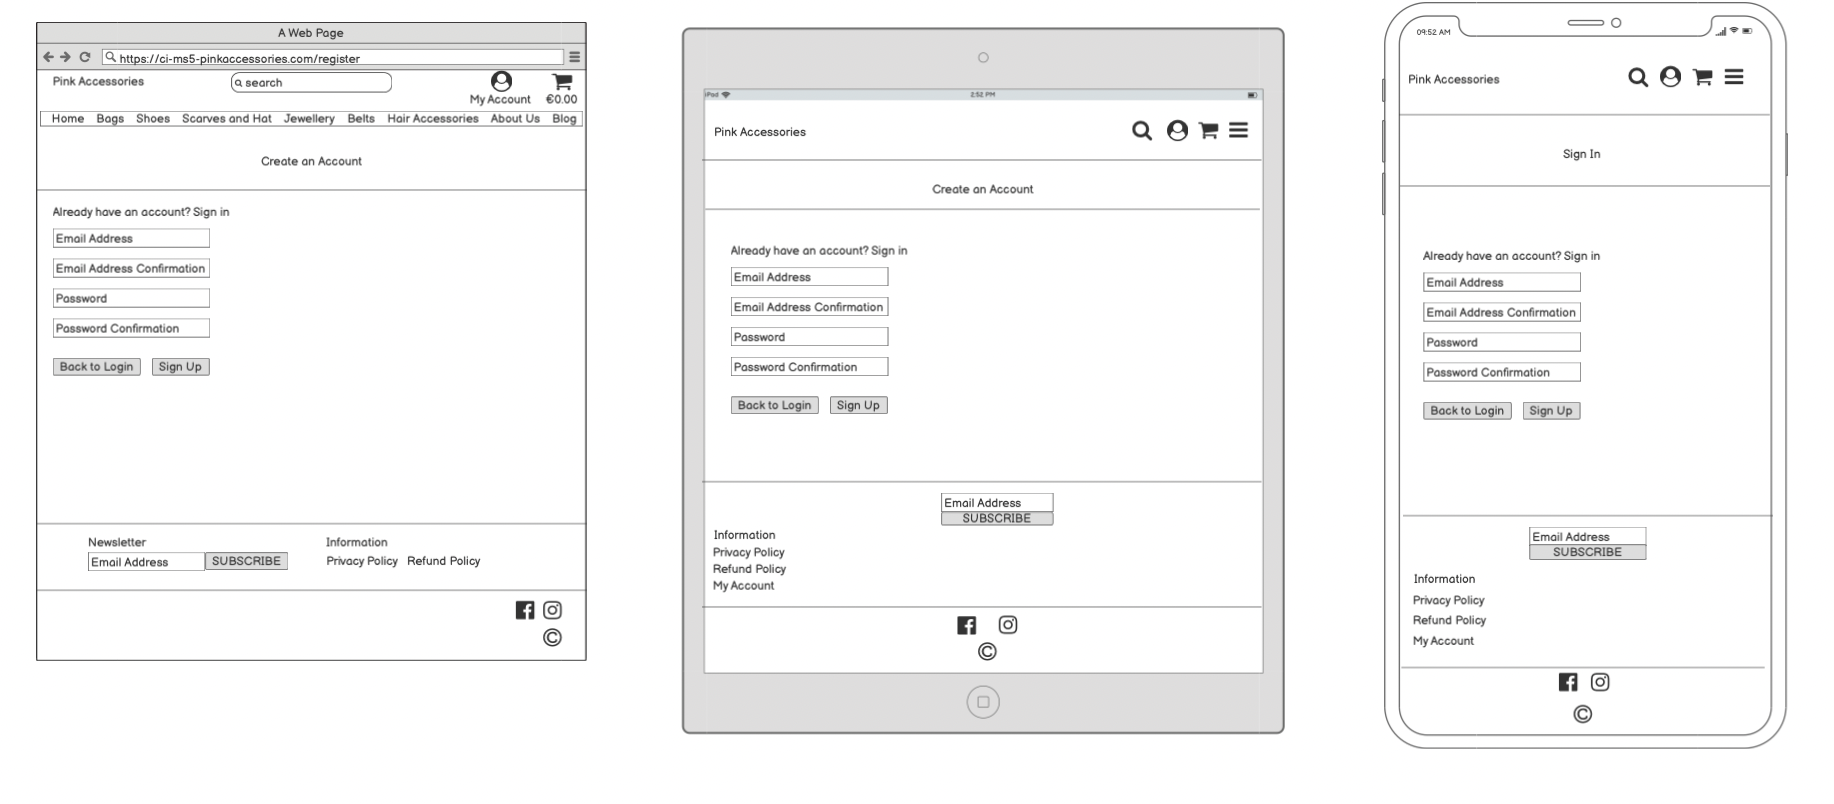 A Web Page
https://ci-ms5-pinkaccessories.com/register
Pink Accessories
search
My Account €0.00
Home Bags Shoes Scarves and Hat Jewellery Belts Hair Accessories About Us Blog
Create an Account
Already have an account? Sign in
Email Address
Email Address Confirmation
Password
Password Confirmation
Back to Login Sign Up
Newsletter Information
Email Address SUBSCRIBE Privacy Policy Refund Policy
©
iPod 2:52 PM
Pink Accessories
Create an Account
Already have an account? Sign in
Email Address
Email Address Confirmation
Password
Password Confirmation
Back to Login Sign Up
Email Address
SUBSCRIBE
Information
Privacy Policy
Refund Policy
My Account
©
09:52 AM
Pink Accessories
Sign In
Already have an account? Sign in
Email Address
Email Address Confirmation
Password
Password Confirmation
Back to Login Sign Up
Email Address
SUBSCRIBE
Information
Privacy Policy
Refund Policy
My Account
©